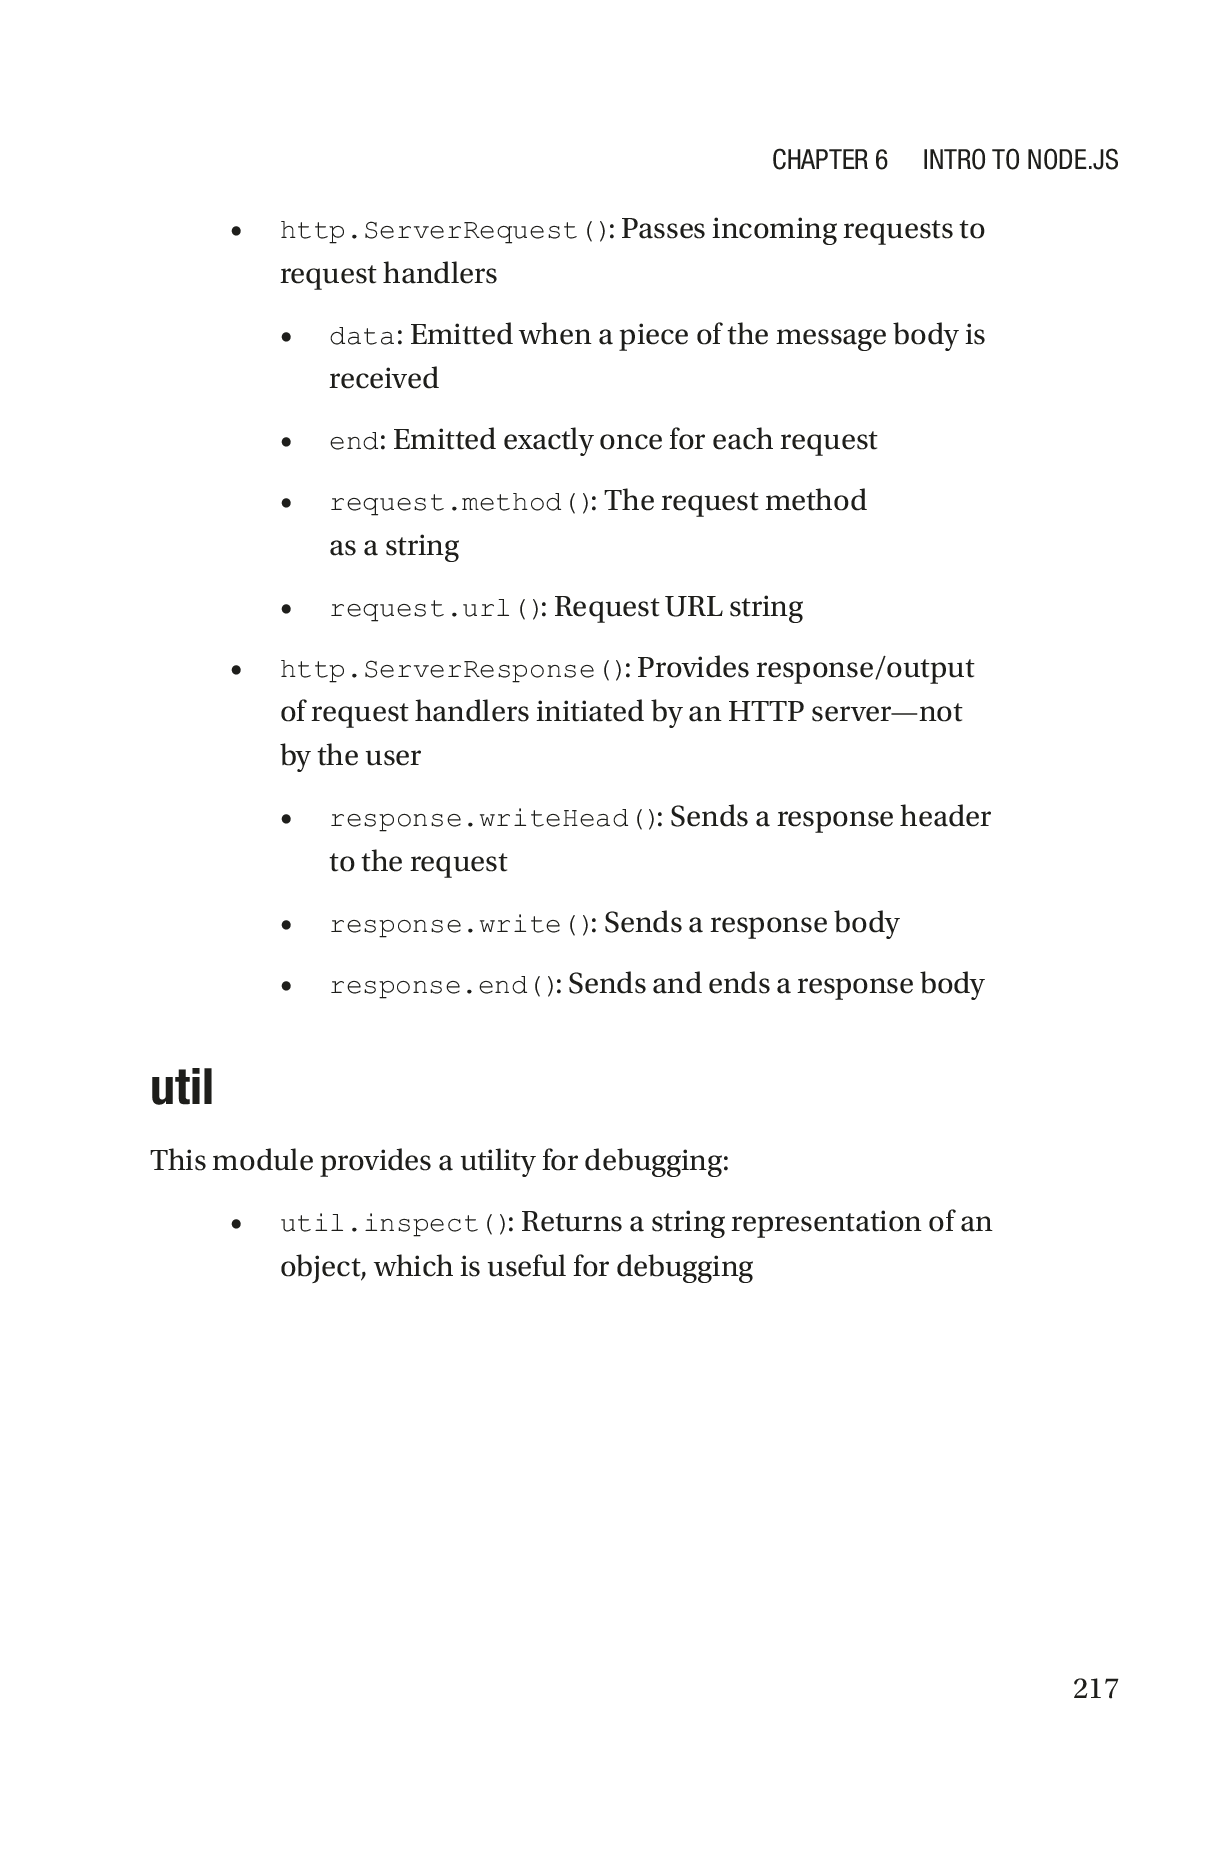 CHAPTER 6 INTRO TO NODE.JS
• http.ServerRequest(): Passes incoming requests to
request handlers
• data: Emitted when a piece of the message body is
received
• end: Emitted exactly once for each request
• request.method(): The request method
as a string
• request.url(): Request URL string
• http.ServerResponse(): Provides response/output
of request handlers initiated by an HTTP server—not
by the user
• response.writeHead(): Sends a response header
to the request
• response.write(): Sends a response body
• response.end(): Sends and ends a response body
util
This module provides a utility for debugging:
• util.inspect(): Returns a string representation of an
object, which is useful for debugging
217